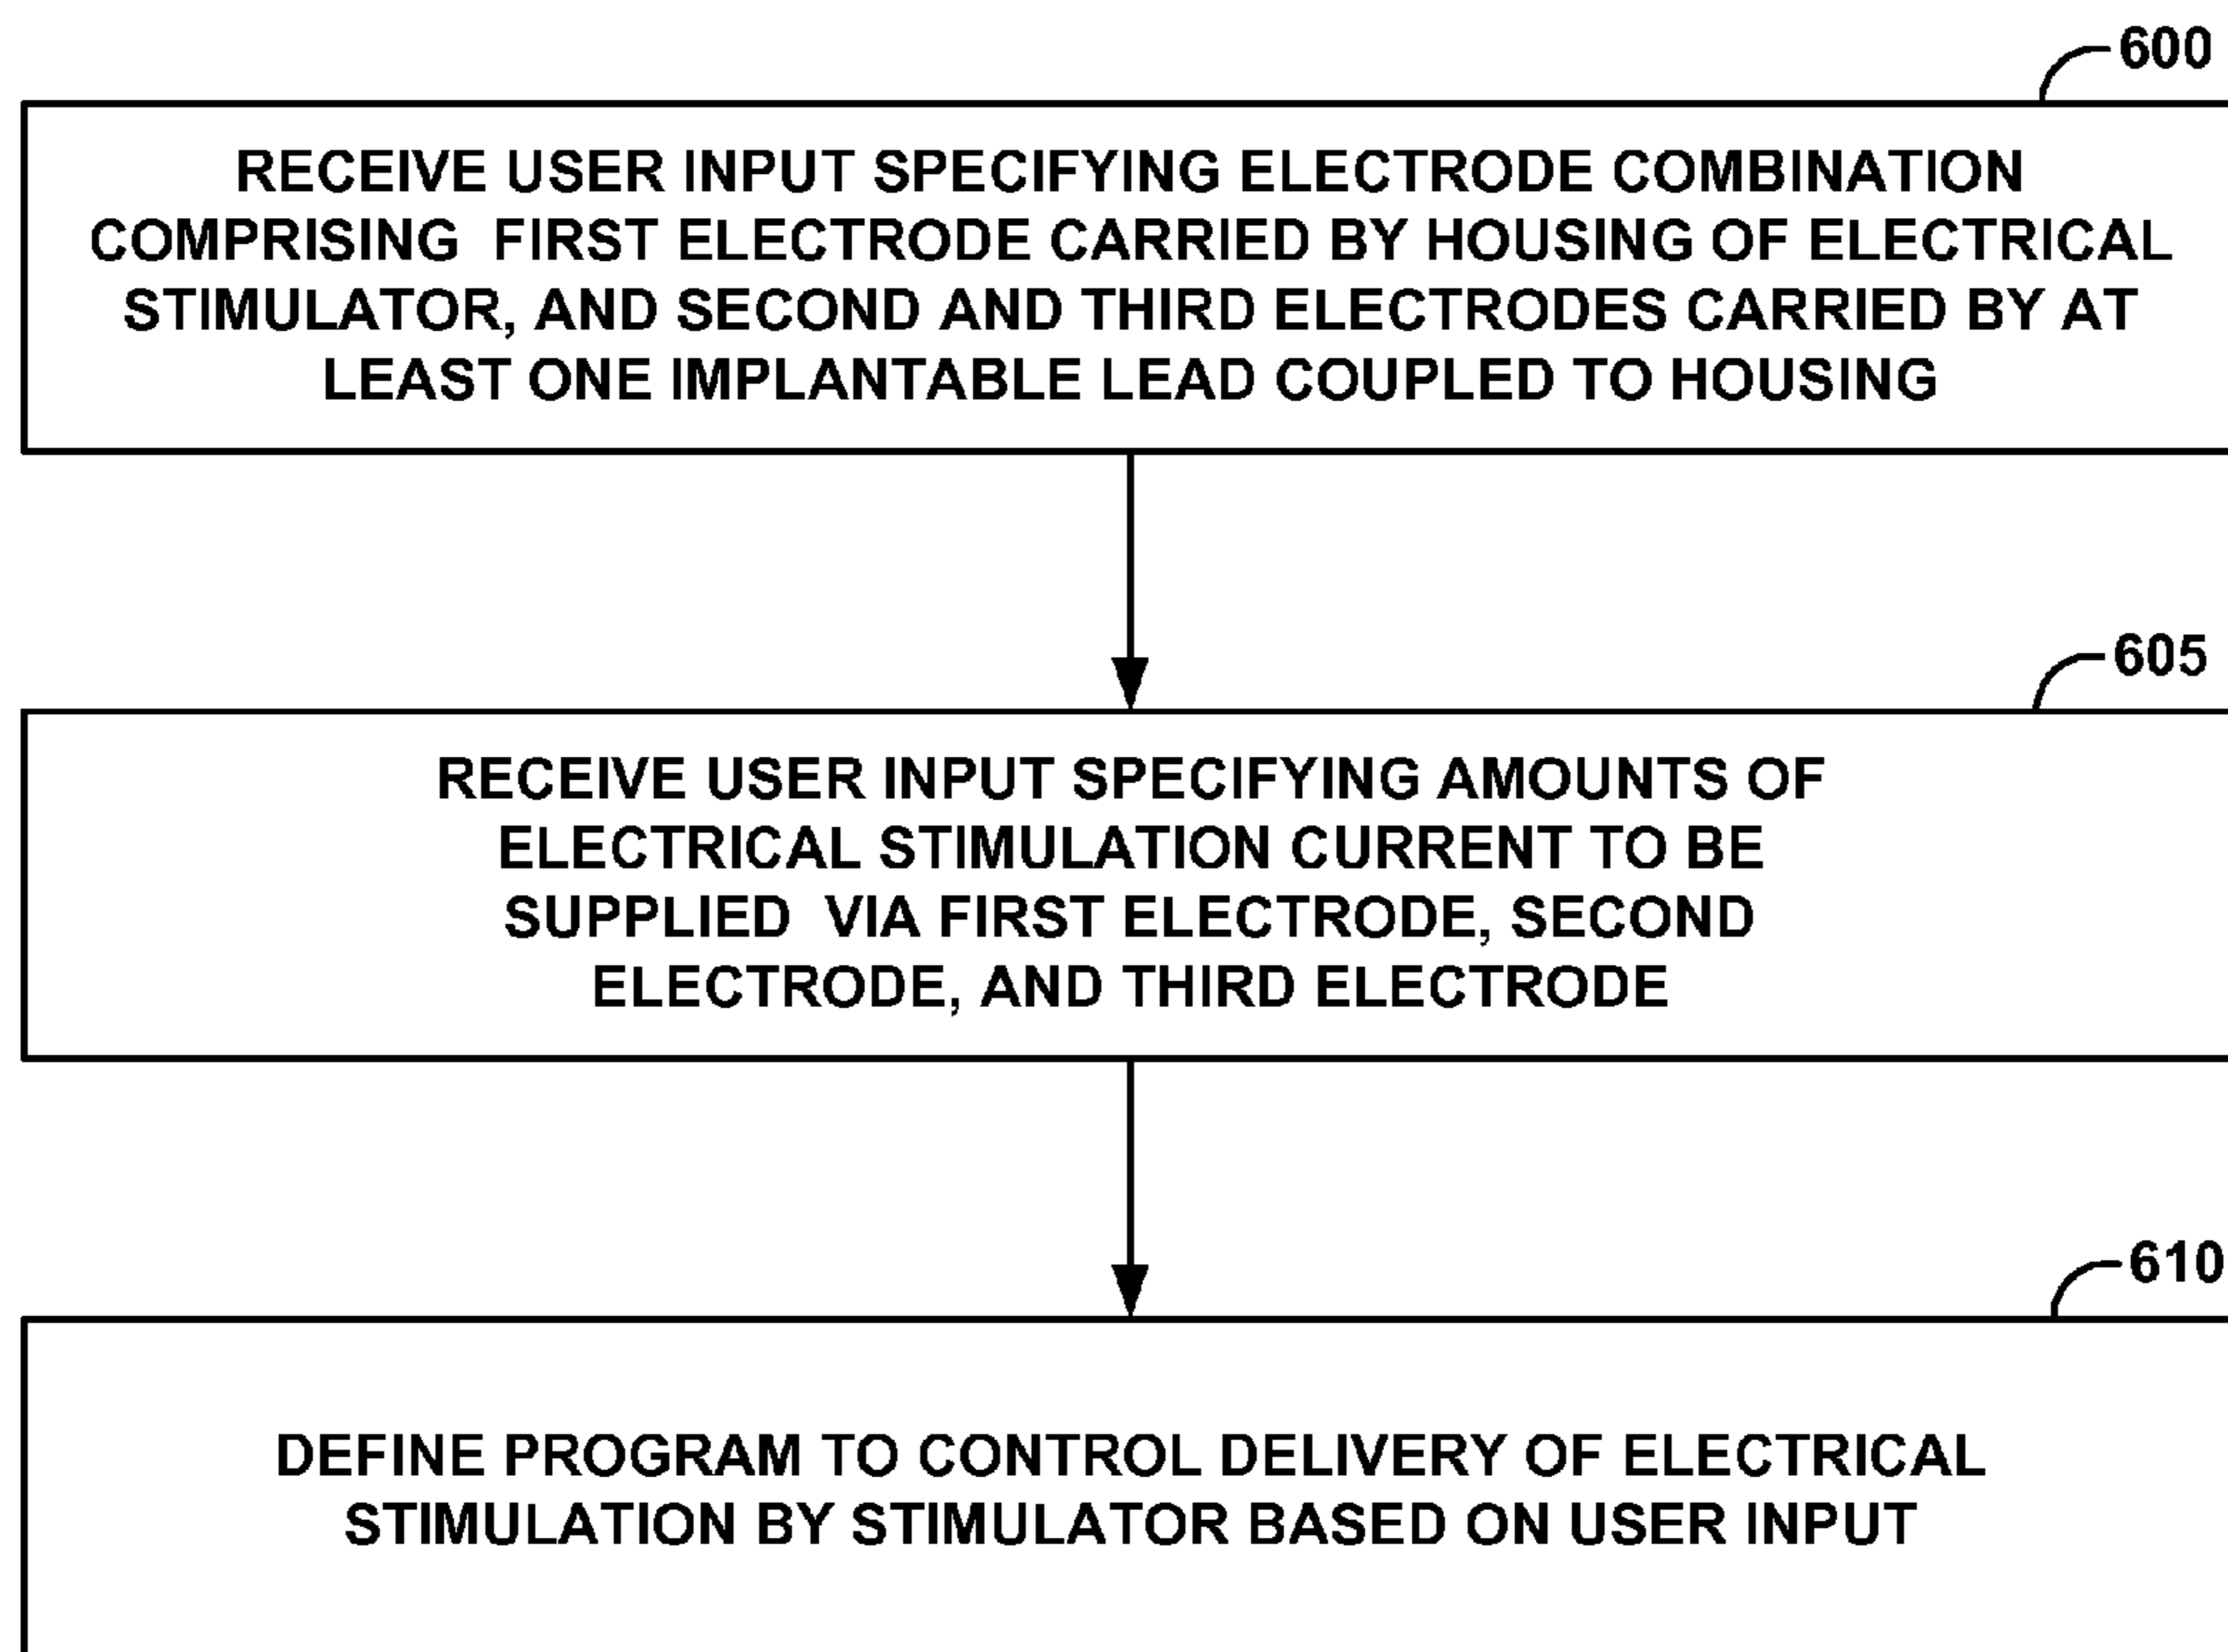 600
RECEIVE USER INPUT SPECIFYING ELECTRODE COMBINATION
COMPRISING FIRST ELECTRODE CARRIED BY HOUSING OF ELECTRICAL
STIMULATOR, AND SECOND AND THIRD ELECTRODES CARRIED BY AT
LEAST ONE IMPLANTABLE LEAD COUPLED TO HOUSING
605
RECEIVE USER INPUT SPECIFYING AMOUNTS OF
ELECTRICAL STIMULATION CURRENT TO BE
SUPPLIED VIA FIRST ELECTRODE, SECOND
ELECTRODE, AND THIRD ELECTRODE
610
DEFINE PROGRAM TO CONTROL DELIVERY OF ELECTRICAL
STIMULATION BY STIMULATOR BASED ON USER INPUT